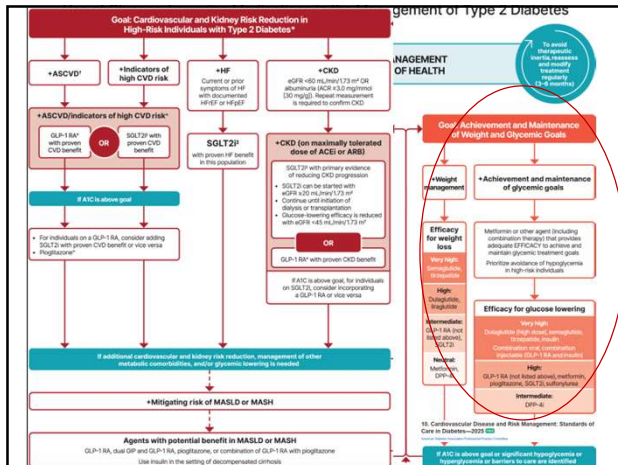 agement of Type 2 Diabetes
Goal: Cardiovascular and Kidney Risk Reduction in
High-Risk Individuals with Type 2 Diabetes*
+ASCVD†
+Indicators
of high CVD risk
+ASCVD/indicators of high CVD risk
GLP-1 RA
with proven
CVD benefit
OR
SGLT2i with
proven CVD
benefit
If A1C is above goal
• For individuals on a GLP-1 RA, consider adding
SGLT2i with proven CVD benefit or vice versa
• Pioglitazone
+HF
Current or prior
symptoms of HF
with documented
HFrEF or HFpEF
SGLT2i
with proven HF benefit
in this population
+CKD
eGFR <60 mL/min/1.73 m² OR
albuminuria (ACR ≥3.0 mg/mmol
[30 mg/g]). Repeat measurement
is required to confirm CKD
+CKD (on maximally tolerated
dose of ACEi or ARB)
SGLT2i with primary evidence
of reducing CKD progression
• SGLT2i can be started with
eGFR ≥20 mL/min/1.73 m²
• Continue until initiation of
dialysis or transplantation
• Glucose-lowering efficacy is reduced
with eGFR <45 mL/min/1.73 m²
OR
GLP-1 RA with proven CKD benefit
If A1C is above goal, for individuals
on SGLT2i, consider incorporating
a GLP-1 RA or vice versa
If additional cardiovascular and kidney risk reduction, management of other
metabolic comorbidities, and/or glycemic lowering is needed
+Mitigating risk of MASLD or MASH
Agents with potential benefit in MASLD or MASH
GLP-1 RA, dual GIP and GLP-1 RA, pioglitazone, or combination of GLP-1 RA with pioglitazone
Use insulin in the setting of decompensated cirrhosis
NAGEMENT
OF HEALTH
To avoid
therapeutic
inertia, reassess
and modify
treatment
regularly
(3–6 months)
Goal: Achievement and Maintenance
of Weight and Glycemic Goals
+Weight
management
Efficacy
for weight
loss
Very high:
Semaglutide,
tirzepatide
High:
Dulaglutide,
liraglutide
Intermediate:
GLP-1 RA (not
listed above), SGLT2i
Neutral:
Metformin,
DPP-4i
+Achievement and maintenance
of glycemic goals
Metformin or other agent (including
combination therapy) that provides
adequate EFFICACY to achieve and
maintain glycemic treatment goals
Prioritize avoidance of hypoglycemia
in high-risk individuals
Efficacy for glucose lowering
Very high:
Dulaglutide (high dose), semaglutide,
tirzepatide, insulin
Combination oral, combination
injectable (GLP-1 RA and insulin)
High:
GLP-1 RA (not listed above), metformin,
pioglitazone, SGLT2i, sulfonylurea
Intermediate:
DPP-4i
10. Cardiovascular Disease and Risk Management: Standards of
Care in Diabetes—2025
American Diabetes Association Professional Practice Committee
If A1C is above goal or significant hypoglycemia or
hyperglycemia or barriers to care are identified